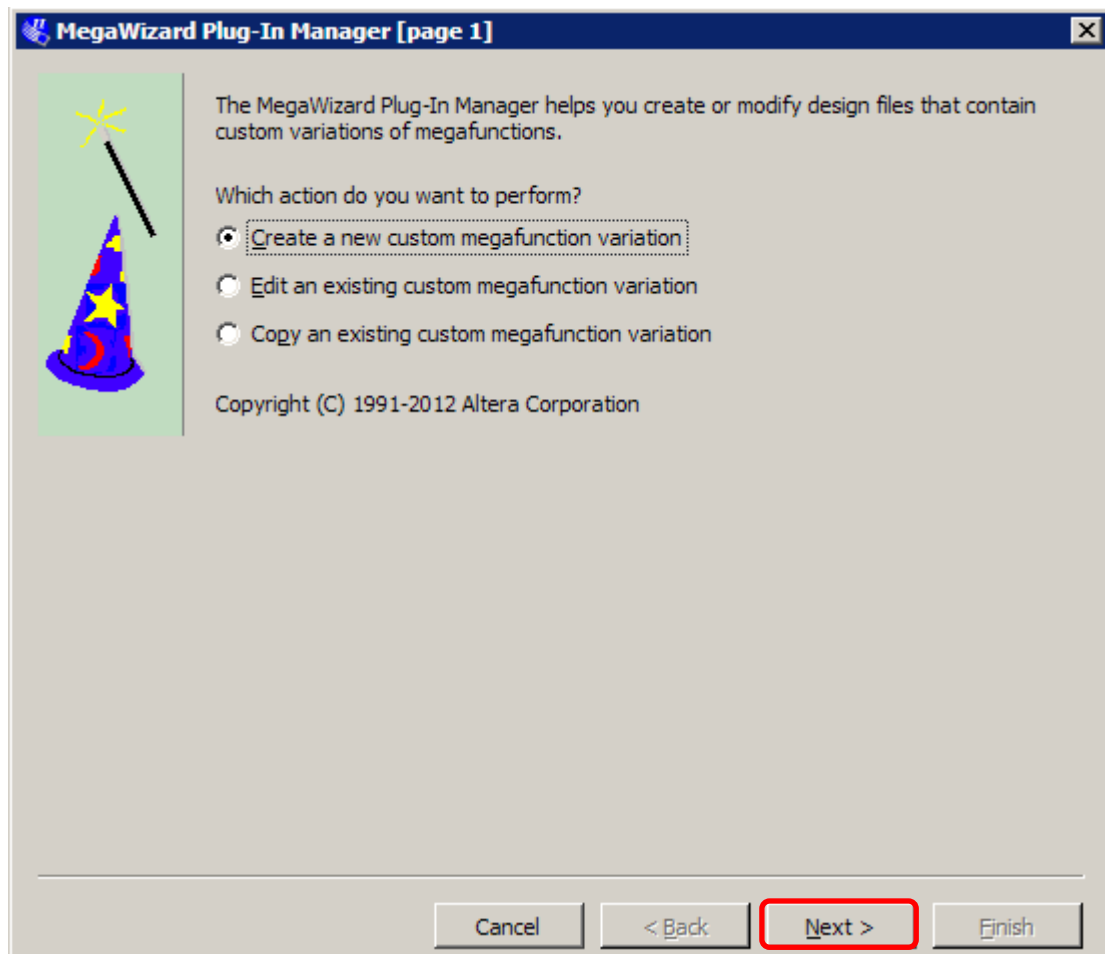 MegaWizard Plug-In Manager [page 1]
The MegaWizard Plug-In Manager helps you create or modify design files that contain
custom variations of megafunctions.
Which action do you want to perform?
Create a new custom megafunction variation
Edit an existing custom megafunction variation
Copy an existing custom megafunction variation
Copyright (C) 1991-2012 Altera Corporation
Cancel < Back Next > Finish